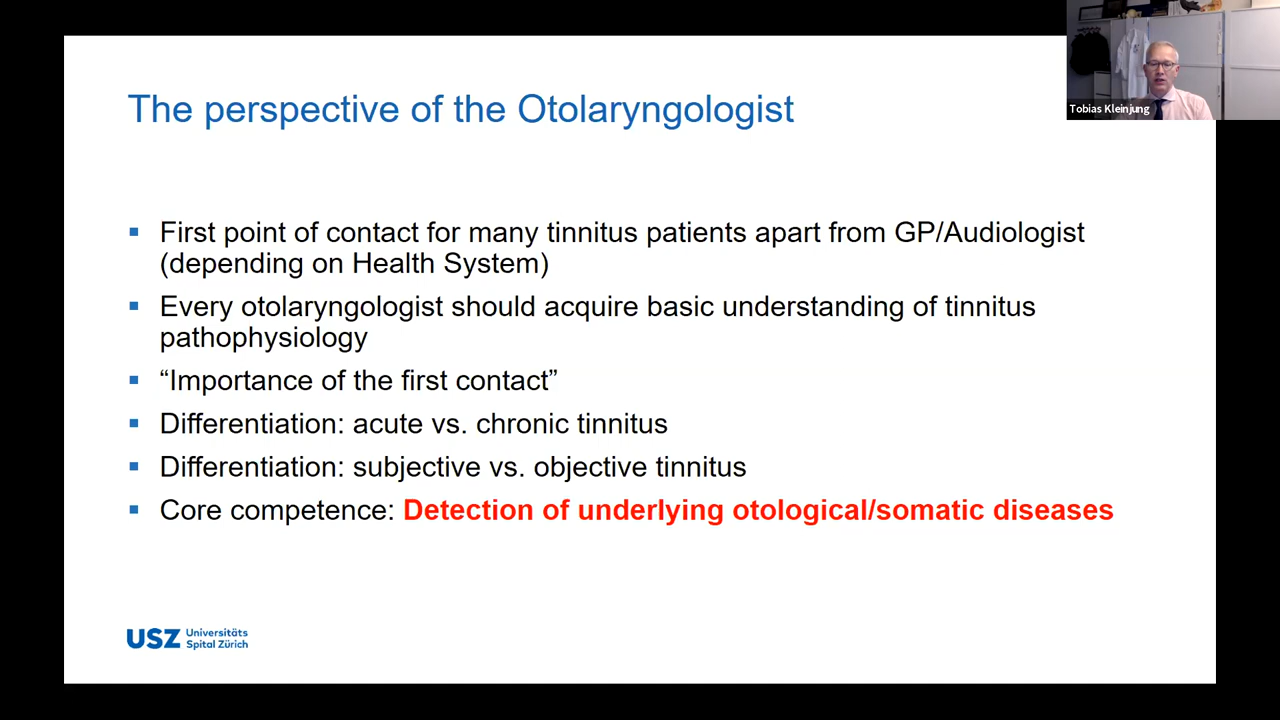 The perspective of the Otolaryngologist
Tobias Kleinjung
▪ First point of contact for many tinnitus patients apart from GP/Audiologist
(depending on Health System)
▪ Every otolaryngologist should acquire basic understanding of tinnitus
pathophysiology
▪ “Importance of the first contact”
▪ Differentiation: acute vs. chronic tinnitus
▪ Differentiation: subjective vs. objective tinnitus
▪ Core competence: Detection of underlying otological/somatic diseases
USZ Universitäts
Spital Zürich